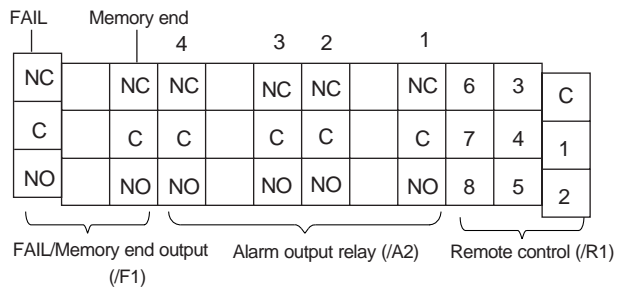 FAIL Memory end
4 3 2 1
NC NC NC NC NC NC 6 3 C
C C C C C C 7 4 1
NO NO NO NO NO NO 8 5 2
FAIL/Memory end output Alarm output relay (/A2) Remote control (/R1)
(/F1)